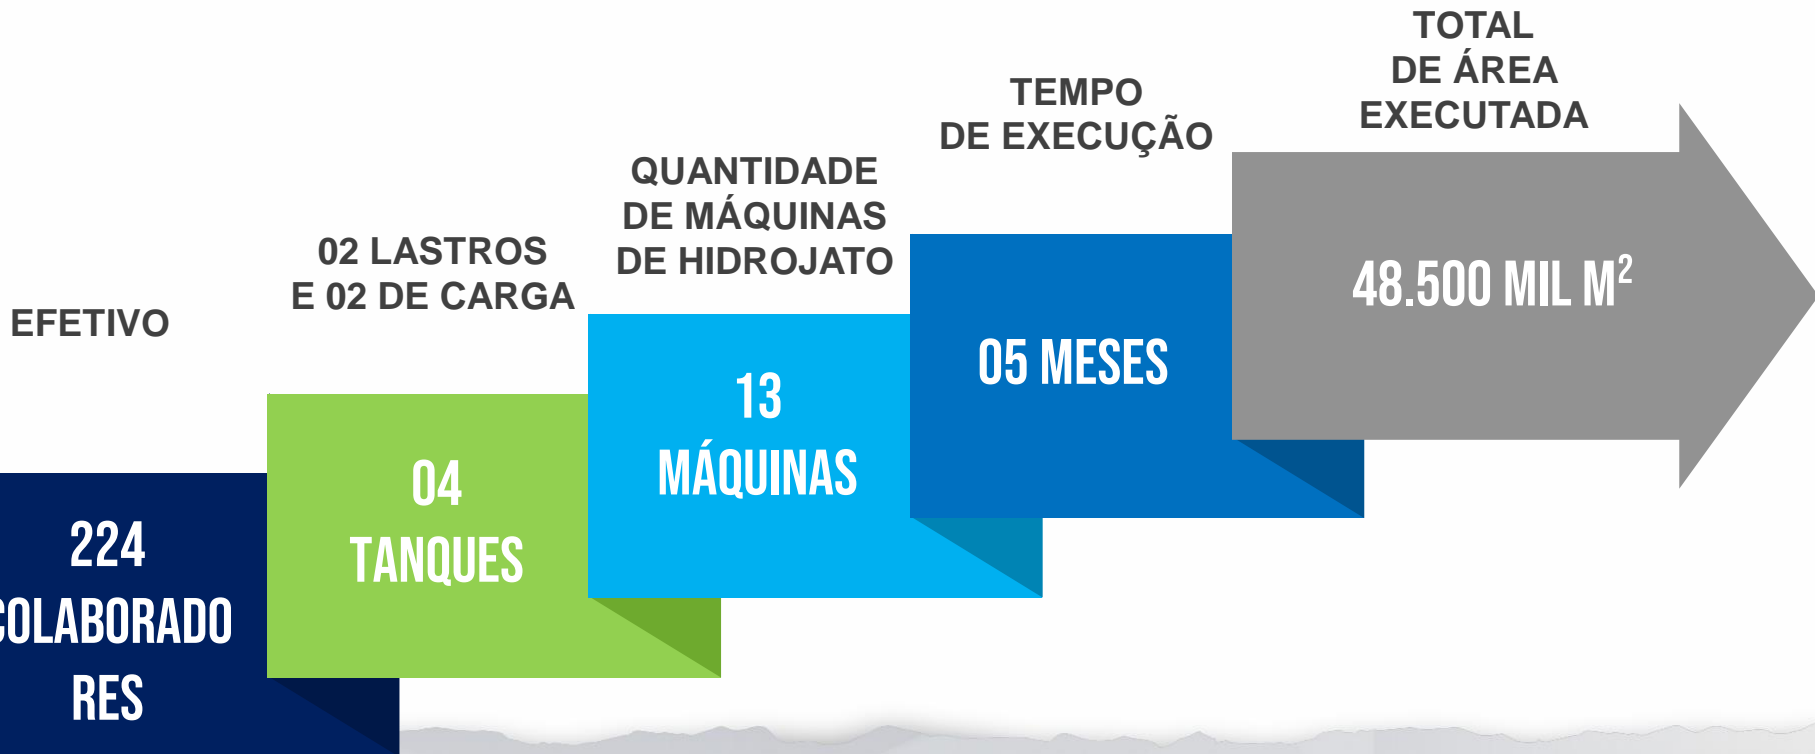 EFETIVO
224
COLABORADO
RES
02 LASTROS
E 02 DE CARGA
04
TANQUES
QUANTIDADE
DE MÁQUINAS
DE HIDROJATO
13
MÁQUINAS
TEMPO
DE EXECUÇÃO
05 MESES
TOTAL
DE ÁREA
EXECUTADA
48.500 MIL M²